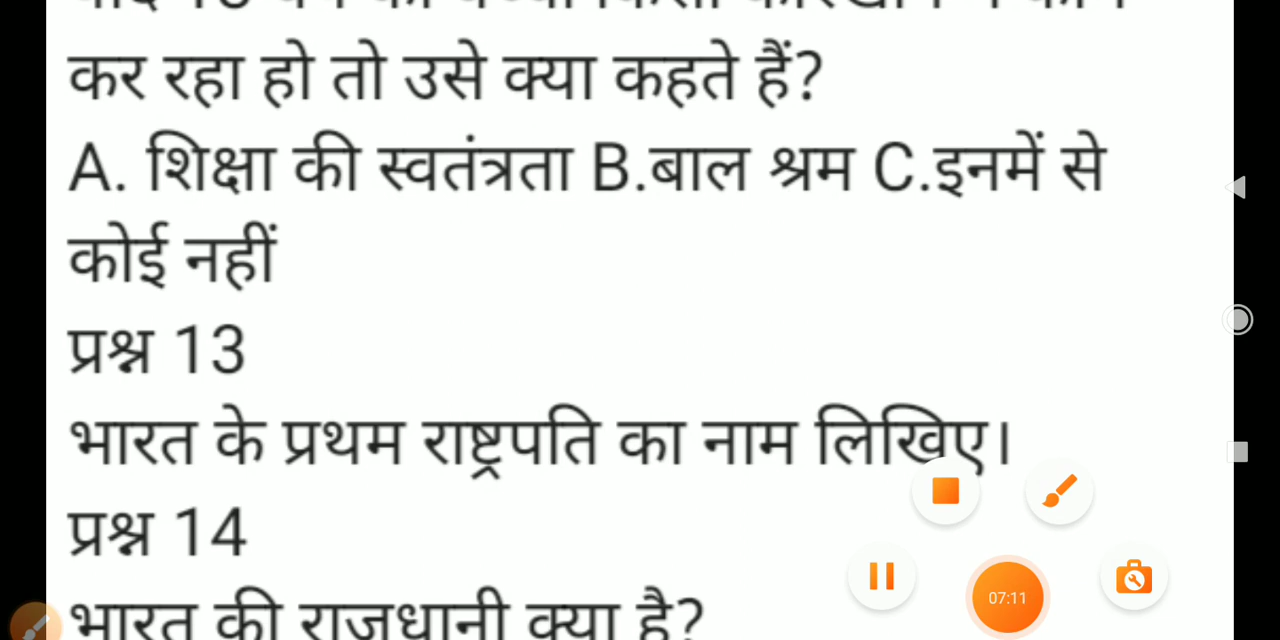 कर रहा हो तो उसे क्या कहते हैं?
A. शिक्षा की स्वतंत्रता B.बाल श्रम C.इनमें से
कोई नहीं
प्रश्न 13
भारत के प्रथम राष्ट्रपति का नाम लिखिए।
प्रश्न 14
भारत की राजधानी क्या है?
07:11